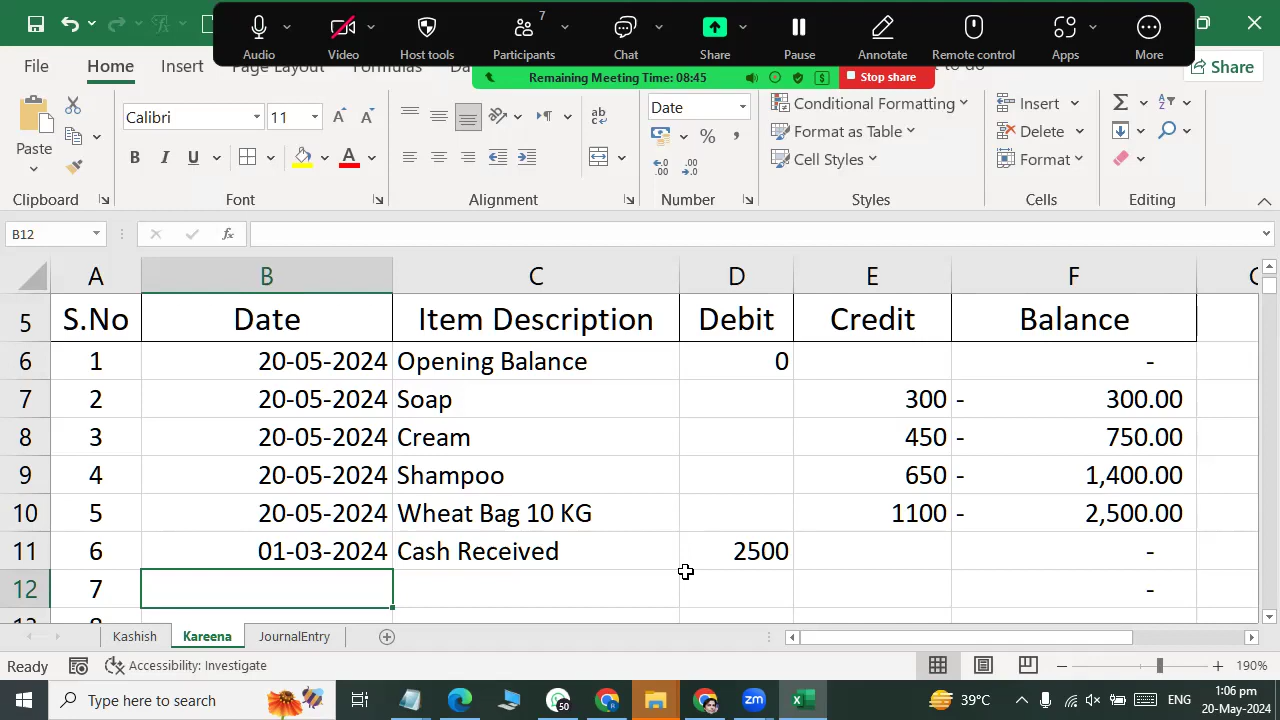 Audio Video Host tools Participants 7 Chat Share Pause Annotate Remote control Apps More
Remaining Meeting Time: 08:45 Stop share
File Home Insert Page Layout Formulas Share
Calibri 11 Date Conditional Formatting Insert
Paste B I U A % , Format as Table Delete
Cell Styles Format
Clipboard Font Alignment Number Styles Cells Editing
B12 fx
A B C D E F
5 S.No Date Item Description Debit Credit Balance
6 1 20-05-2024 Opening Balance 0 -
7 2 20-05-2024 Soap 300 - 300.00
8 3 20-05-2024 Cream 450 - 750.00
9 4 20-05-2024 Shampoo 650 - 1,400.00
10 5 20-05-2024 Wheat Bag 10 KG 1100 - 2,500.00
11 6 01-03-2024 Cash Received 2500 -
12 7 -
Kashish Kareena JournalEntry
Ready Accessibility: Investigate 190%
Type here to search 50 zm 39°C ENG 1:06 pm
20-May-2024